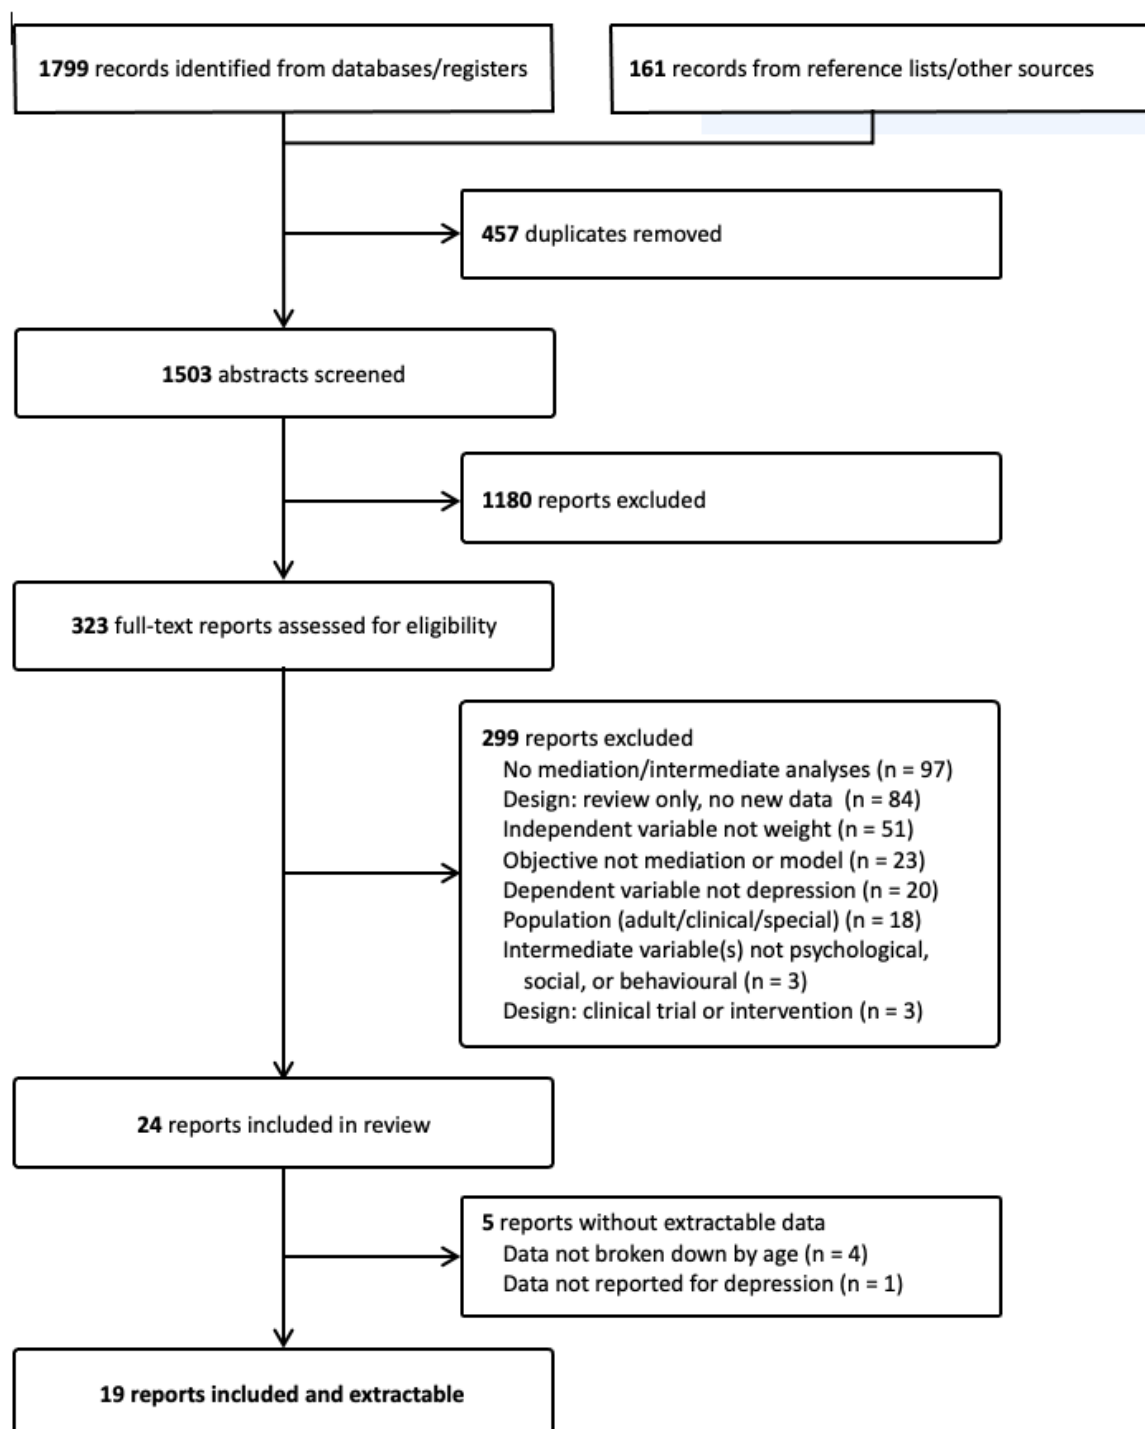 1799 records identified from databases/registers
161 records from reference lists/other sources
457 duplicates removed
1503 abstracts screened
1180 reports excluded
323 full-text reports assessed for eligibility
299 reports excluded
No mediation/intermediate analyses (n = 97)
Design: review only, no new data  (n = 84)
Independent variable not weight (n = 51)
Objective not mediation or model (n = 23)
Dependent variable not depression (n = 20)
Population (adult/clinical/special) (n = 18)
Intermediate variable(s) not psychological,
social, or behavioural (n = 3)
Design: clinical trial or intervention (n = 3)
24 reports included in review
5 reports without extractable data
Data not broken down by age (n = 4)
Data not reported for depression (n = 1)
19 reports included and extractable